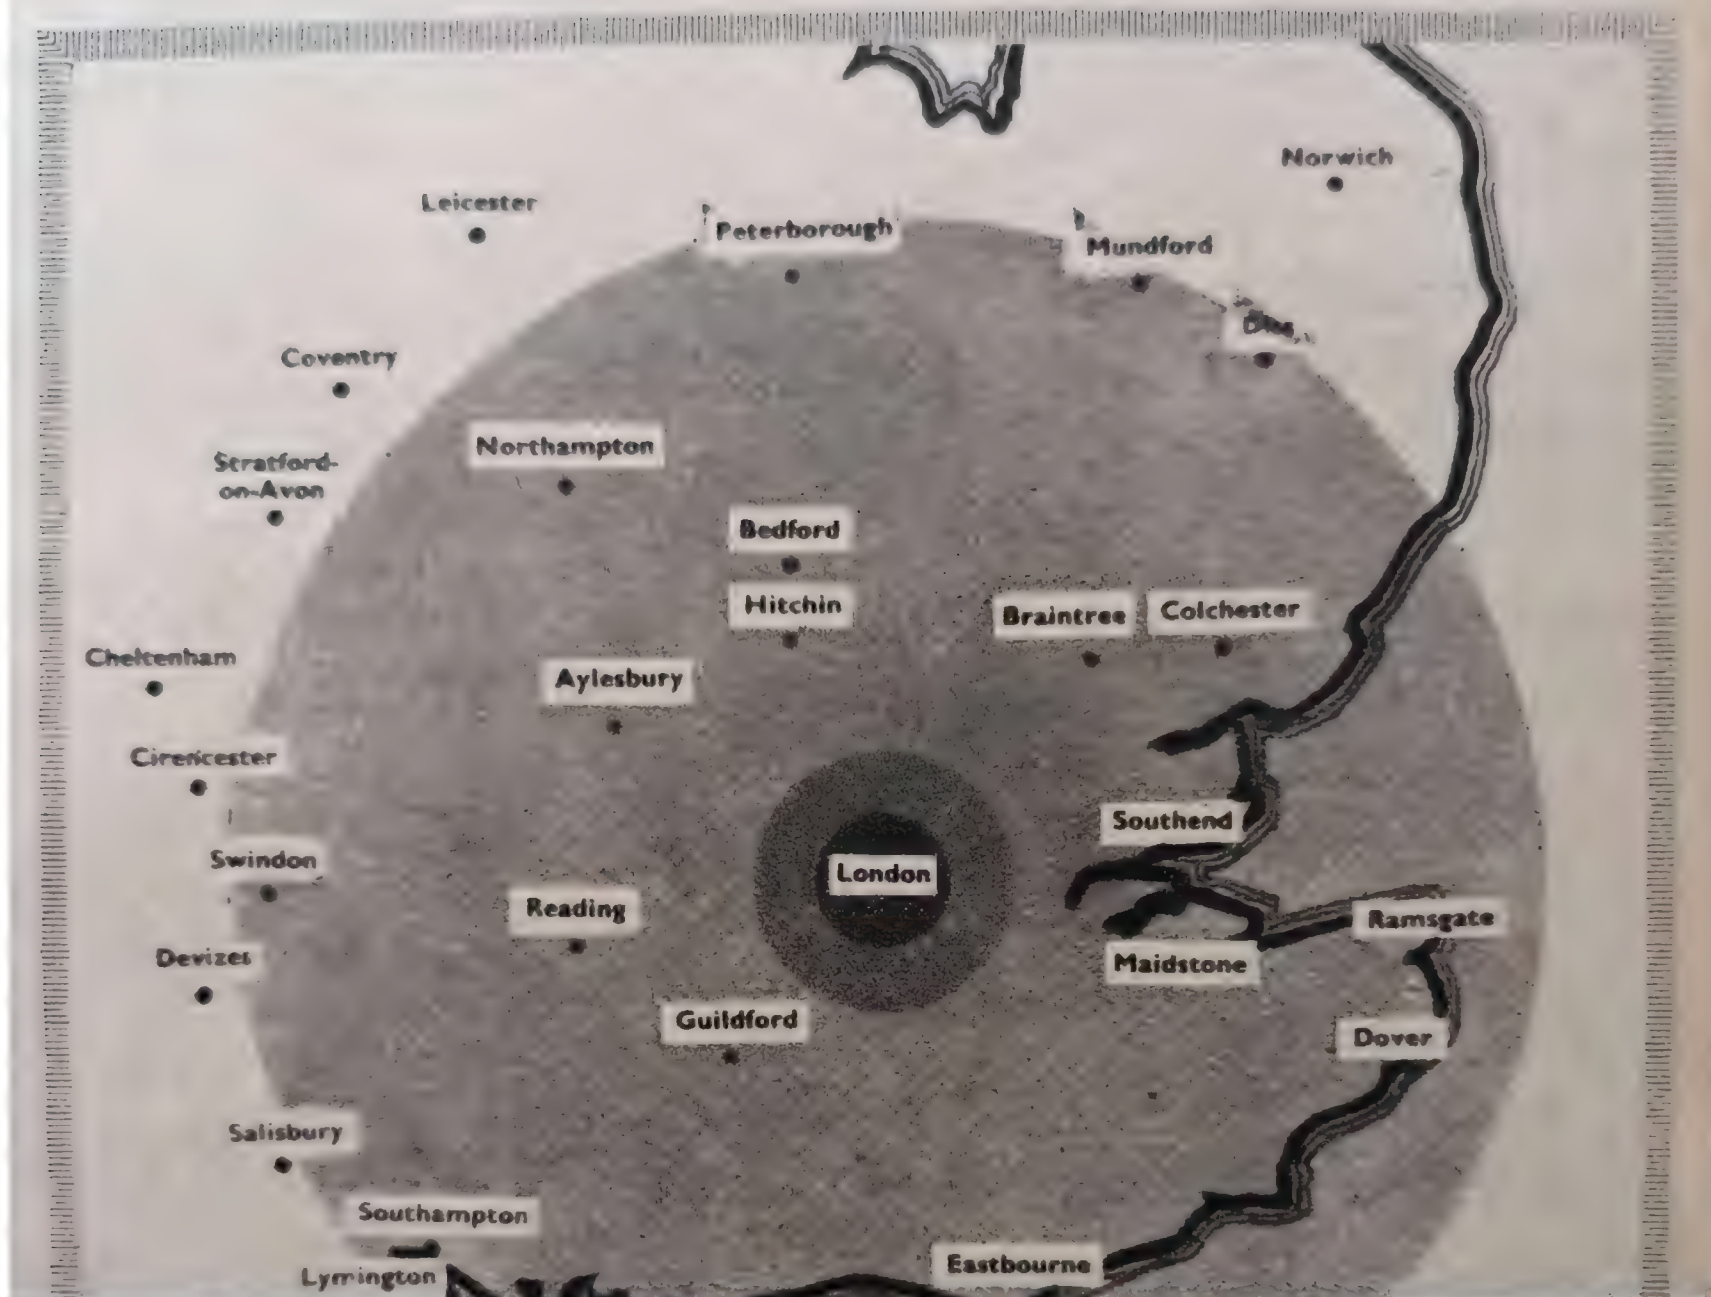 Norwich
Leicester
Peterborough
Mundford
Diss
Coventry
Northampton
Stratford-
on-Avon
Bedford
Hitchin
Braintree
Colchester
Cheltenham
Aylesbury
Cirencester
Southend
Swindon
London
Reading
Ramsgate
Devizes
Maidstone
Guildford
Dover
Salisbury
Southampton
Eastbourne
Lymington